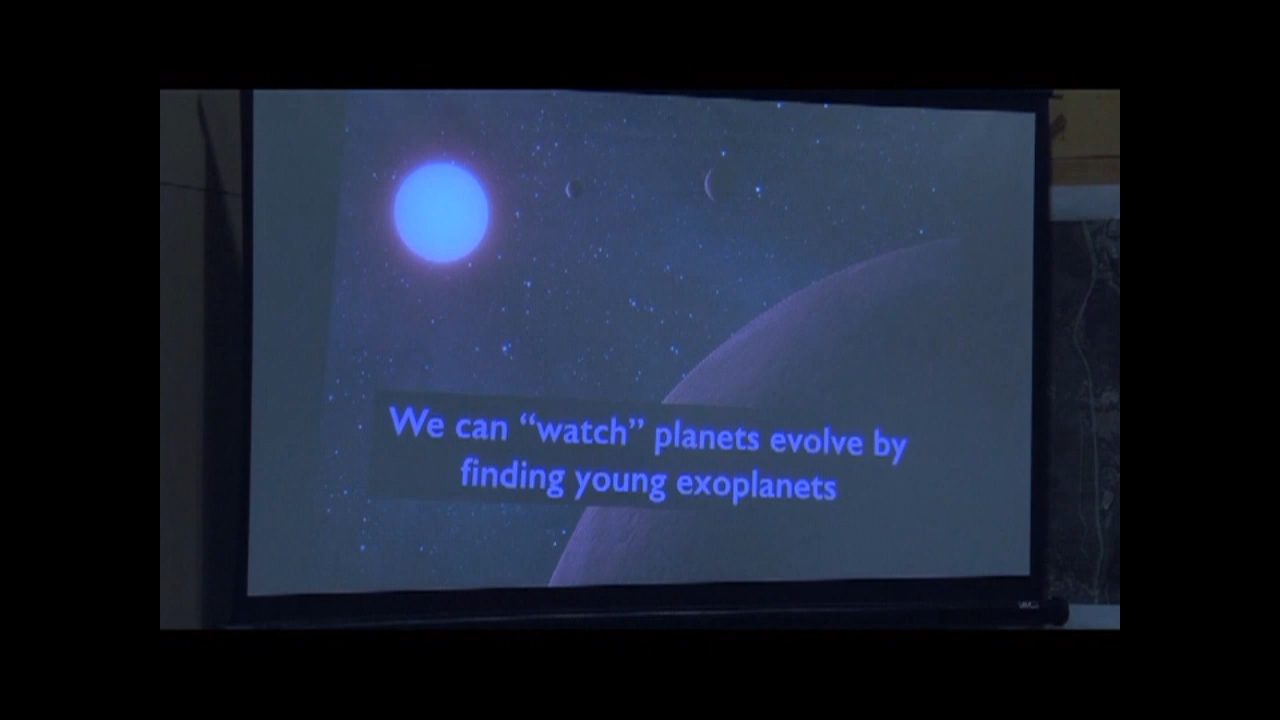 We can “watch” planets evolve by
finding young exoplanets